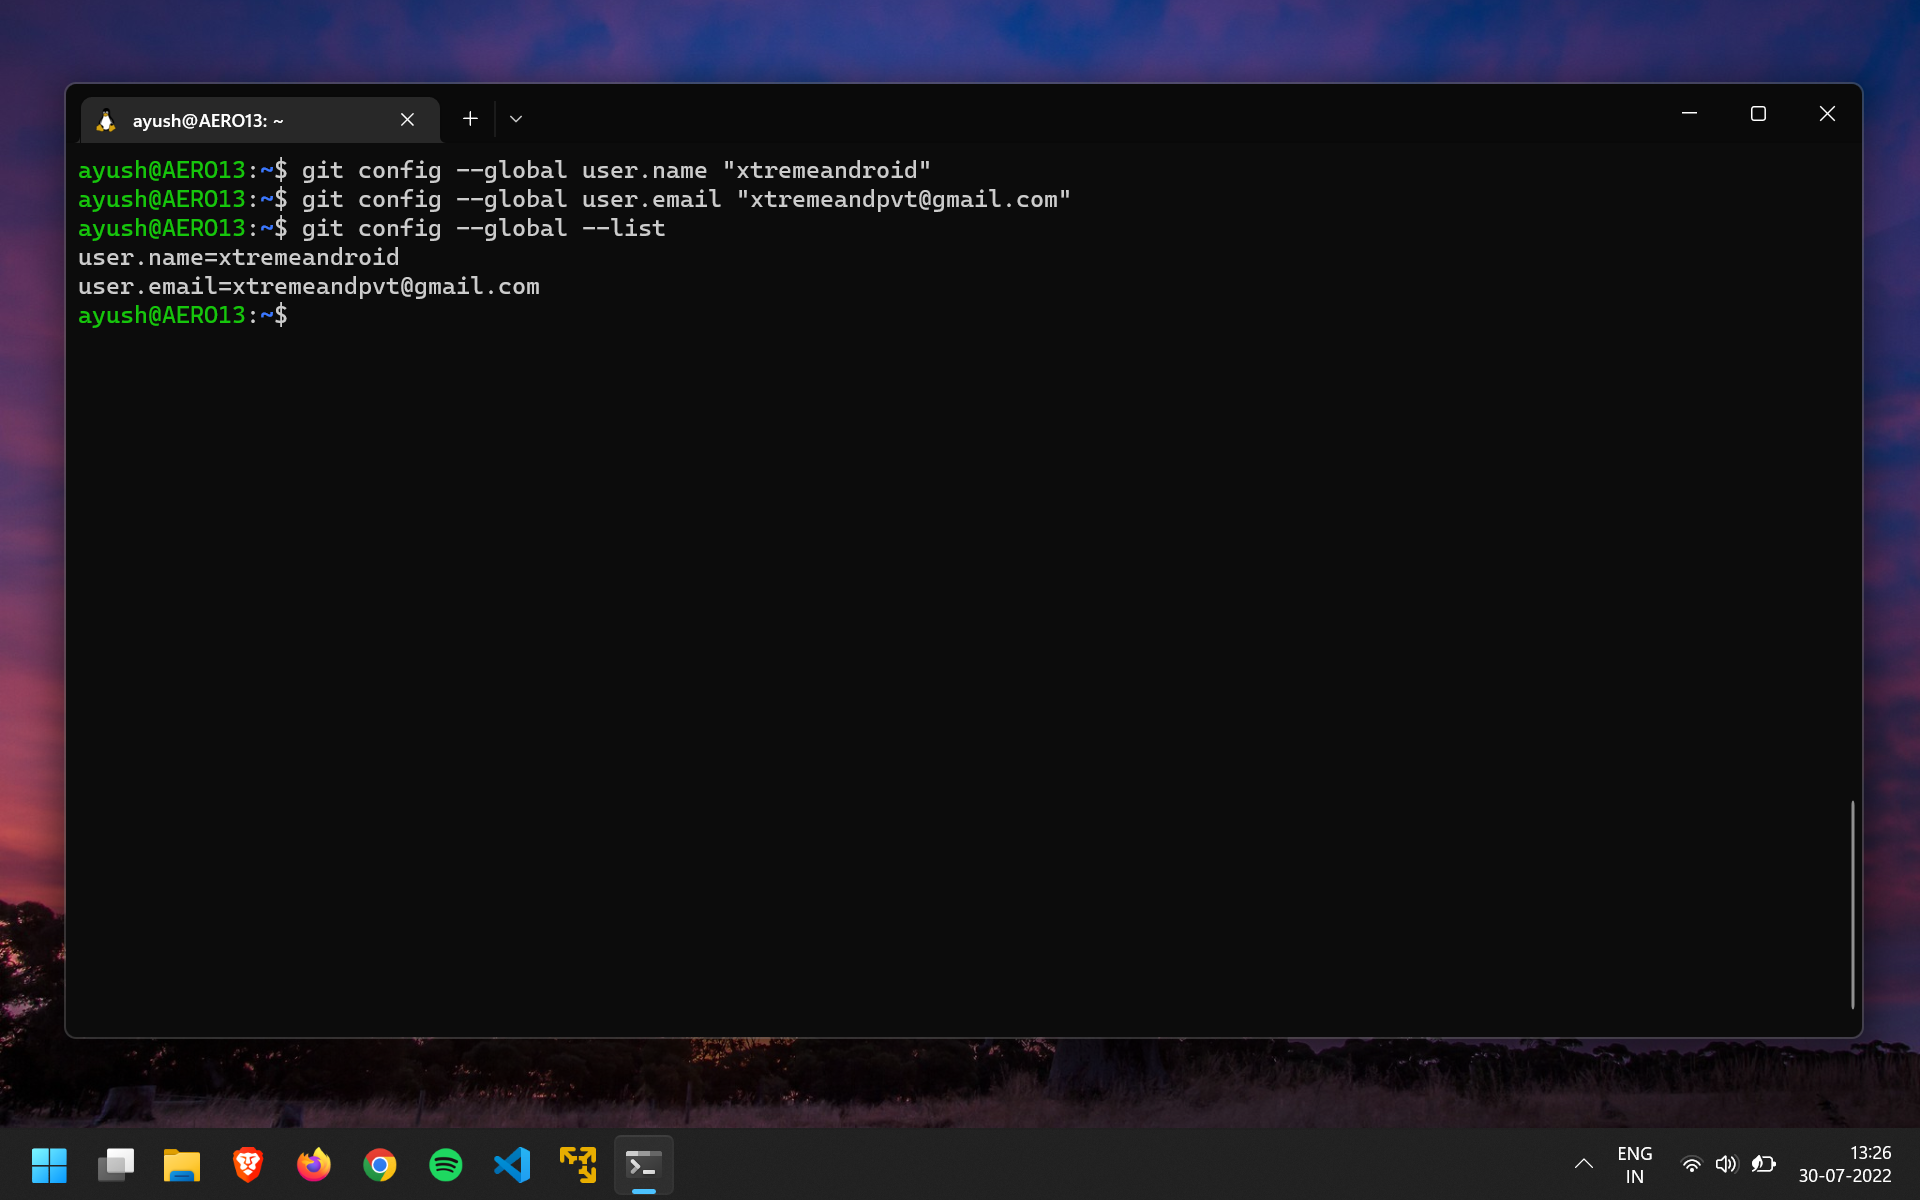 ayush@AERO13: ~
ayush@AERO13:~$ git config --global user.name "xtremeandroid"
ayush@AERO13:~$ git config --global user.email "xtremeandpvt@gmail.com"
ayush@AERO13:~$ git config --global --list
user.name=xtremeandroid
user.email=xtremeandpvt@gmail.com
ayush@AERO13:~$
ENG
IN
13:26
30-07-2022